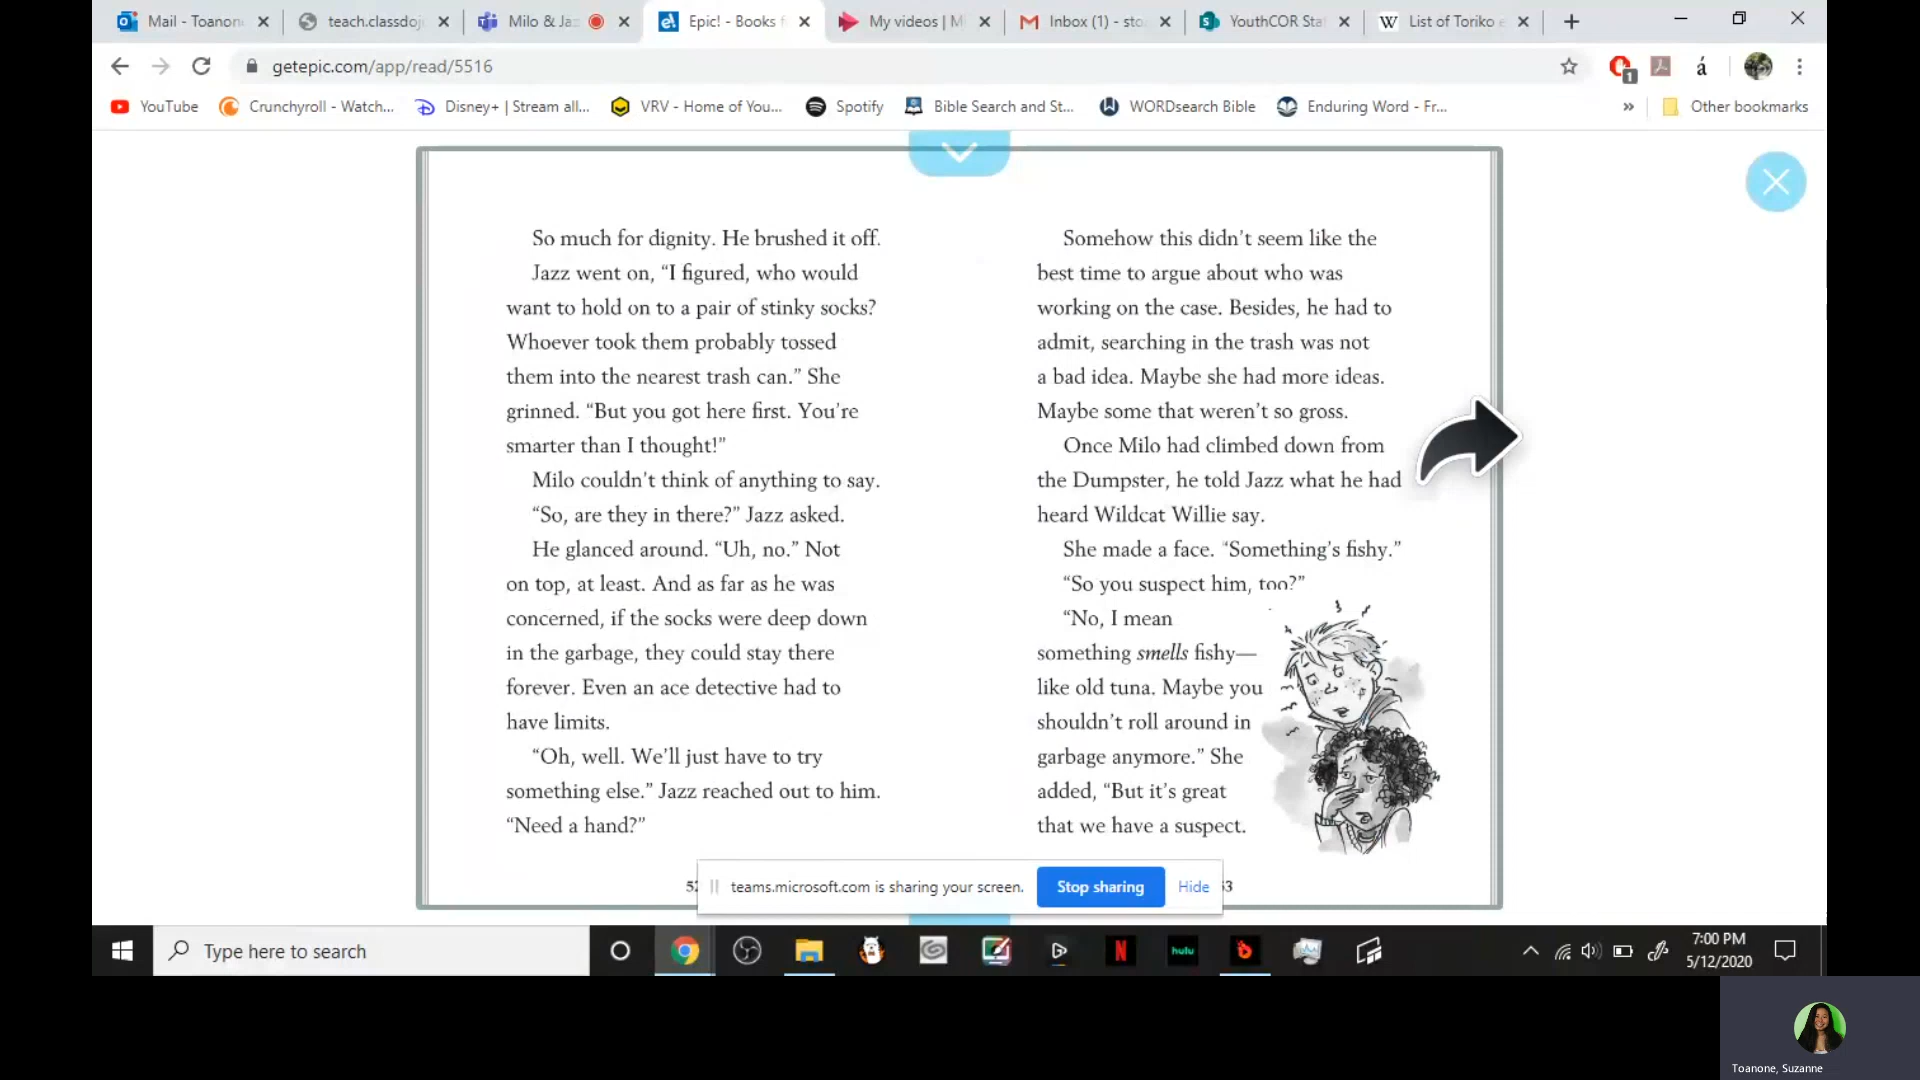 Mail - Toanon
teach.classdoj
Milo & Ja
Epic! - Books f
My videos | M
Inbox (1) - sto
YouthCOR Sta
List of Toriko e
getepic.com/app/read/5516
1
YouTube
Crunchyroll - Watch...
Disney+ | Stream all...
VRV - Home of You...
Spotify
Bible Search and St...
WORDsearch Bible
Enduring Word - Fr...
Other bookmarks
So much for dignity. He brushed it off.
Jazz went on, “I figured, who would
want to hold on to a pair of stinky socks?
Whoever took them probably tossed
them into the nearest trash can.” She
grinned. “But you got here first. You’re
smarter than I thought!”
Milo couldn’t think of anything to say.
“So, are they in there?” Jazz asked.
He glanced around. “Uh, no.” Not
on top, at least. And as far as he was
concerned, if the socks were deep down
in the garbage, they could stay there
forever. Even an ace detective had to
have limits.
“Oh, well. We’ll just have to try
something else.” Jazz reached out to him.
“Need a hand?”
Somehow this didn’t seem like the
best time to argue about who was
working on the case. Besides, he had to
admit, searching in the trash was not
a bad idea. Maybe she had more ideas.
Maybe some that weren’t so gross.
Once Milo had climbed down from
the Dumpster, he told Jazz what he had
heard Wildcat Willie say.
She made a face. “Something’s fishy.”
“So you suspect him, too?”
“No, I mean
something smells fishy—
like old tuna. Maybe you
shouldn’t roll around in
garbage anymore.” She
added, “But it’s great
that we have a suspect.
teams.microsoft.com is sharing your screen.
Stop sharing
Hide
Type here to search
hulu
7:00 PM
5/12/2020
Toanone, Suzanne